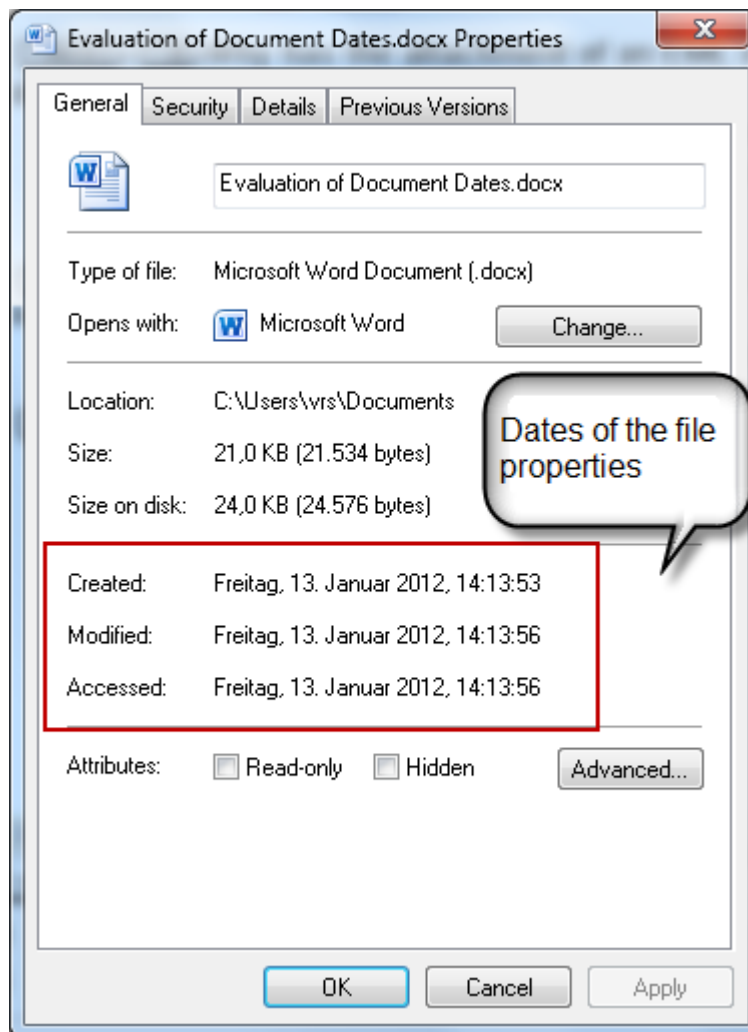 Evaluation of Document Dates.docx Properties
General Security Details Previous Versions
Evaluation of Document Dates.docx
Type of file: Microsoft Word Document (.docx)
Opens with: Microsoft Word Change...
Location: C:\Users\vrs\Documents
Size: 21,0 KB (21.534 bytes)
Size on disk: 24,0 KB (24.576 bytes)
Dates of the file
properties
Created: Freitag, 13. Januar 2012, 14:13:53
Modified: Freitag, 13. Januar 2012, 14:13:56
Accessed: Freitag, 13. Januar 2012, 14:13:56
Attributes: Read-only Hidden Advanced...
OK Cancel Apply